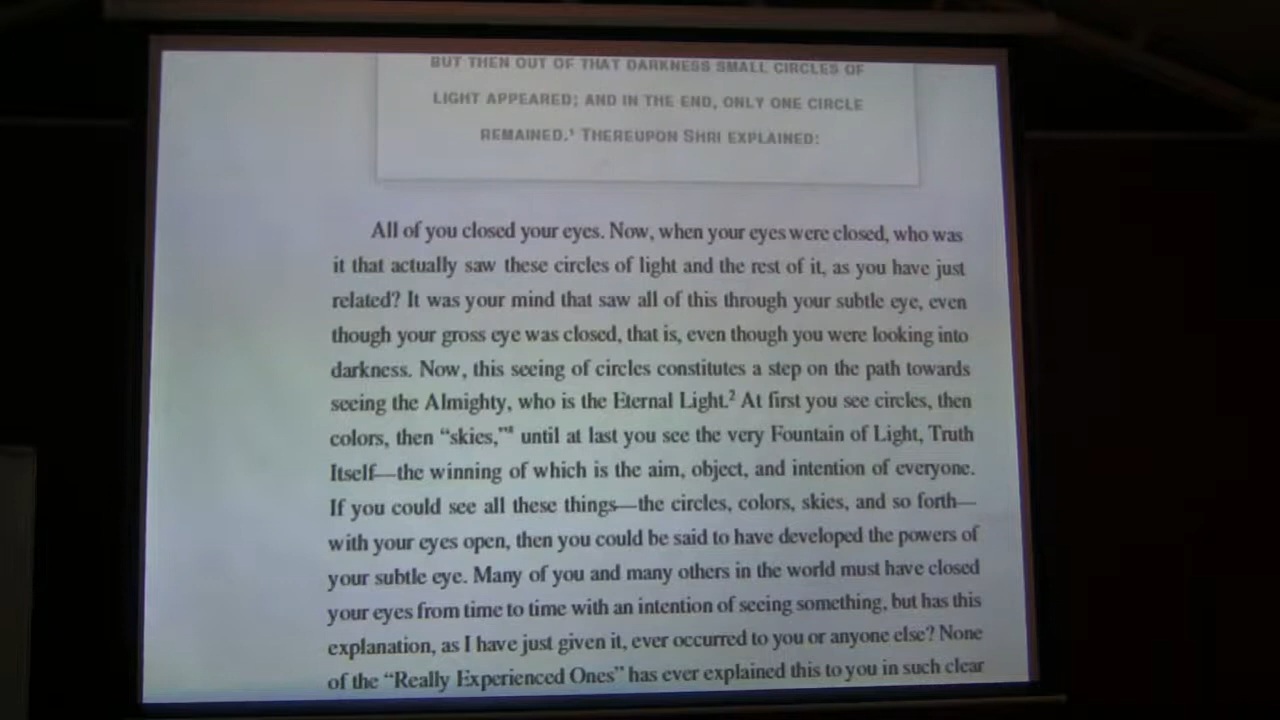 BUT THEN OUT OF THAT DARKNESS SMALL CIRCLES OF
LIGHT APPEARED; AND IN THE END, ONLY ONE CIRCLE
REMAINED.¹ THEREUPON SHRI EXPLAINED:
All of you closed your eyes. Now, when your eyes were closed, who was
it that actually saw these circles of light and the rest of it, as you have just
related? It was your mind that saw all of this through your subtle eye, even
though your gross eye was closed, that is, even though you were looking into
darkness. Now, this seeing of circles constitutes a step on the path towards
seeing the Almighty, who is the Eternal Light.² At first you see circles, then
colors, then “skies,” until at last you see the very Fountain of Light, Truth
Itself—the winning of which is the aim, object, and intention of everyone.
If you could see all these things—the circles, colors, skies, and so forth—
with your eyes open, then you could be said to have developed the powers of
your subtle eye. Many of you and many others in the world must have closed
your eyes from time to time with an intention of seeing something, but has this
explanation, as I have just given it, ever occurred to you or anyone else? None
of the “Really Experienced Ones” has ever explained this to you in such clear